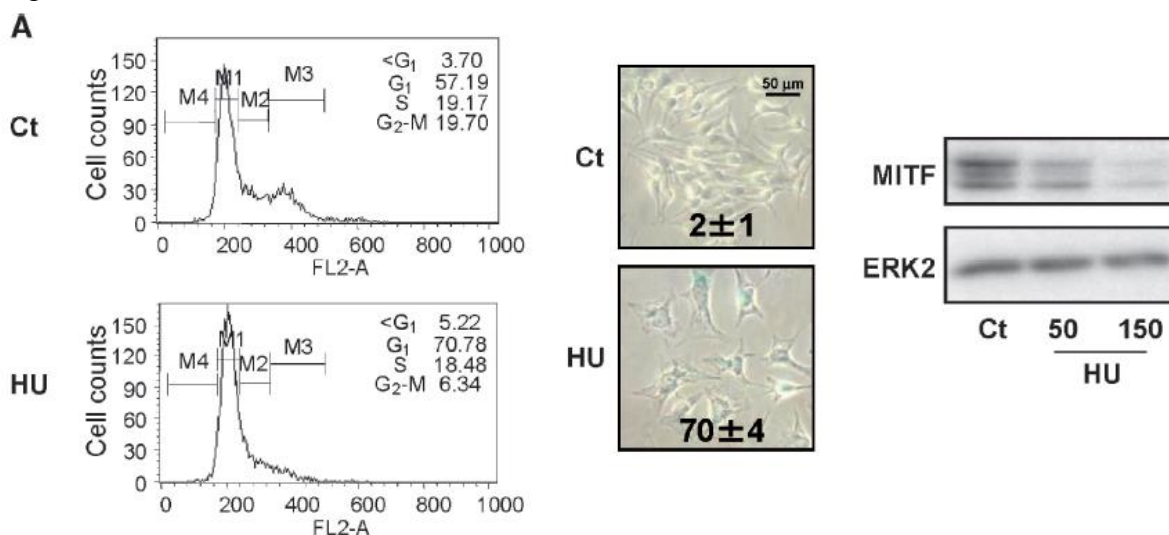 A
Ct
Cell counts
150
120
90
60
30
0
M4
M1
M2
M3
<G1 3.70
G1 57.19
S 19.17
G2-M 19.70
0 200 400 600 800 1000
FL2-A
HU
Cell counts
150
120
90
60
30
0
M4
M1
M2
M3
<G1 5.22
G1 70.78
S 18.48
G2-M 6.34
0 200 400 600 800 1000
FL2-A
Ct
50 µm
2±1
HU
70±4
MITF
ERK2
Ct 50 150
HU